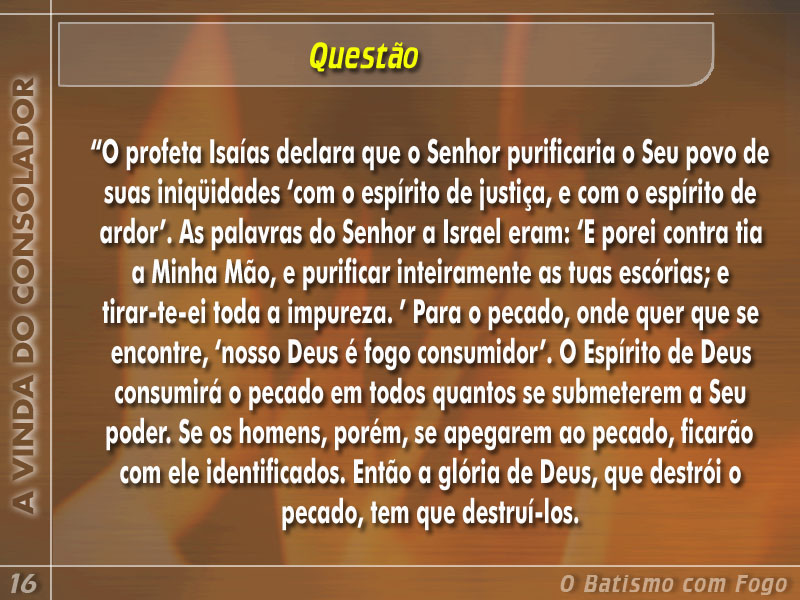 Questão
A VINDA DO CONSOLADOR
“O profeta Isaías declara que o Senhor purificaria o Seu povo de
suas iniqüidades ‘com o espírito de justiça, e com o espírito de
ardor’. As palavras do Senhor a Israel eram: ‘E porei contra tia
a Minha Mão, e purificar inteiramente as tuas escórias; e
tirar-te-ei toda a impureza. ’ Para o pecado, onde quer que se
encontre, ‘nosso Deus é fogo consumidor’. O Espírito de Deus
consumirá o pecado em todos quantos se submeterem a Seu
poder. Se os homens, porém, se apegarem ao pecado, ficarão
com ele identificados. Então a glória de Deus, que destrói o
pecado, tem que destruí-los.
16
O Batismo com Fogo